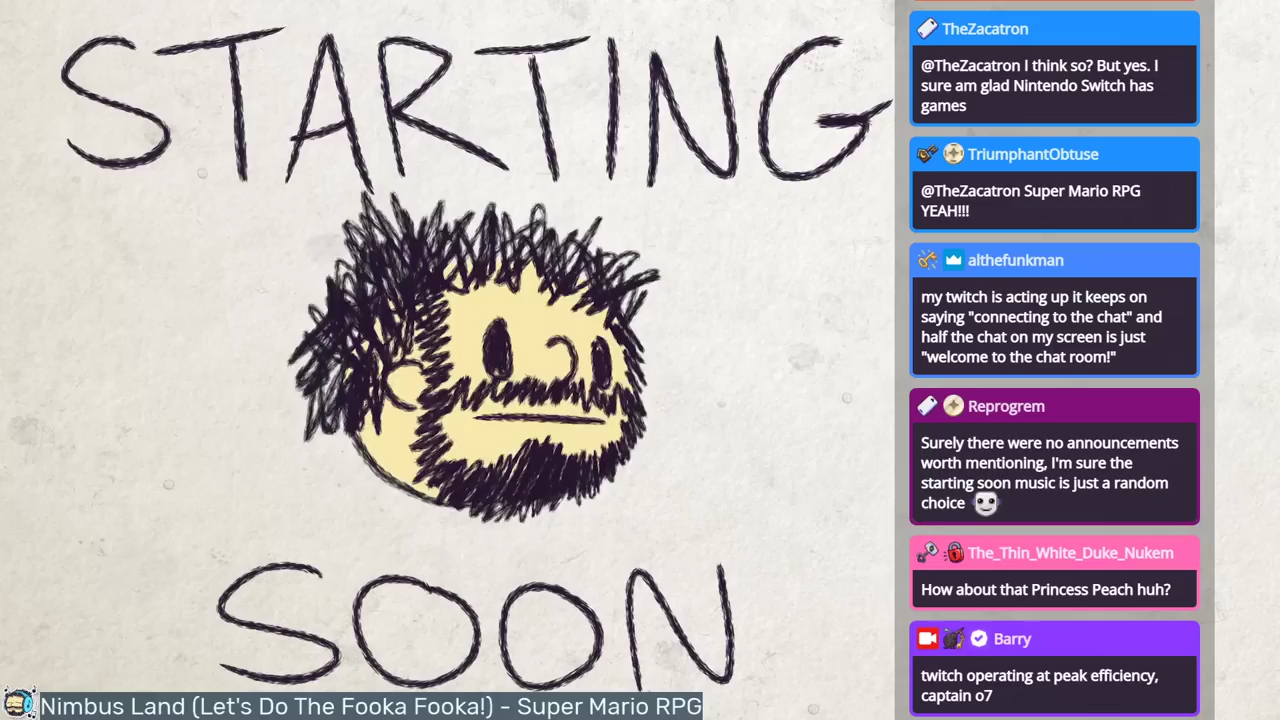 STARTING
SOON
TheZacatron
@TheZacatron I think so? But yes. I
sure am glad Nintendo Switch has
games
TriumphantObtuse
@TheZacatron Super Mario RPG
YEAH!!!
althefunkman
my twitch is acting up it keeps on
saying "connecting to the chat" and
half the chat on my screen is just
"welcome to the chat room!"
Reprogrem
Surely there were no announcements
worth mentioning, I'm sure the
starting soon music is just a random
choice
The_Thin_White_Duke_Nukem
How about that Princess Peach huh?
Barry
twitch operating at peak efficiency,
captain o7
Nimbus Land (Let's Do The Fooka Fooka!) - Super Mario RPG